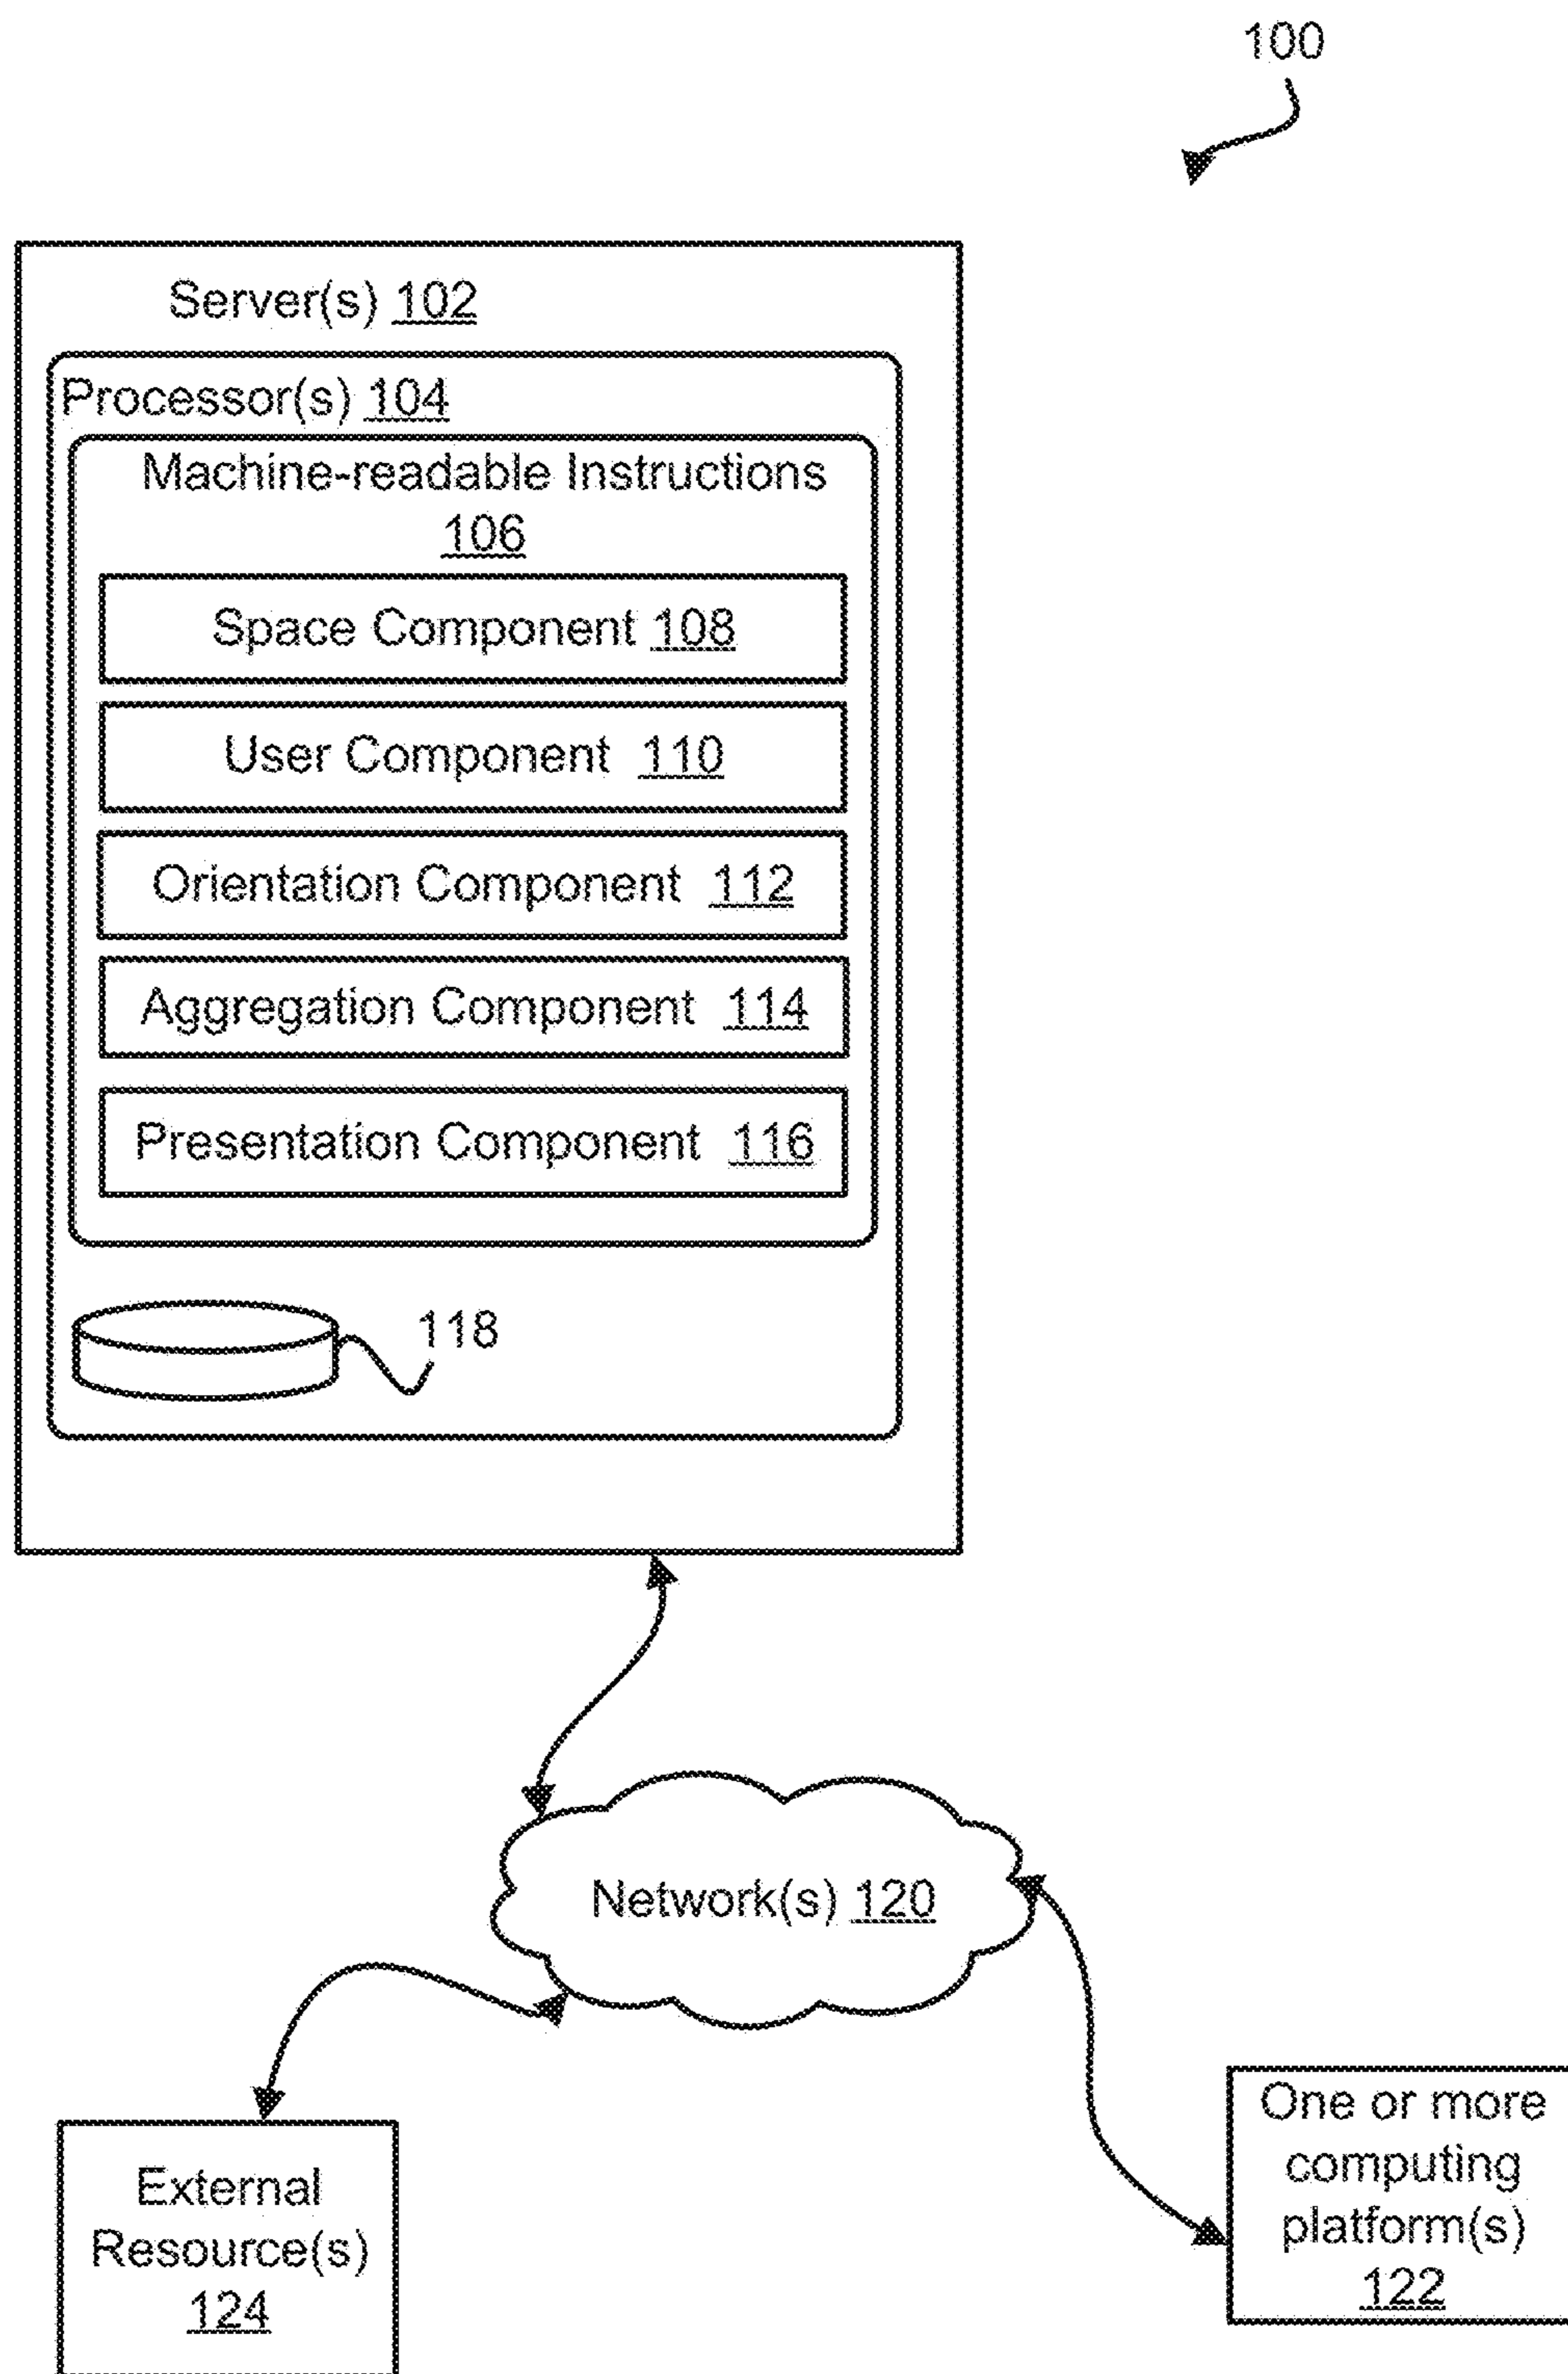 100
Server(s) 102
Processor(s) 104
Machine-readable Instructions
106
Space Component 108
User Component 110
Orientation Component 112
Aggregation Component 114
Presentation Component 116
118
Network(s) 120
External
Resource(s)
124
One or more
computing
platform(s)
122